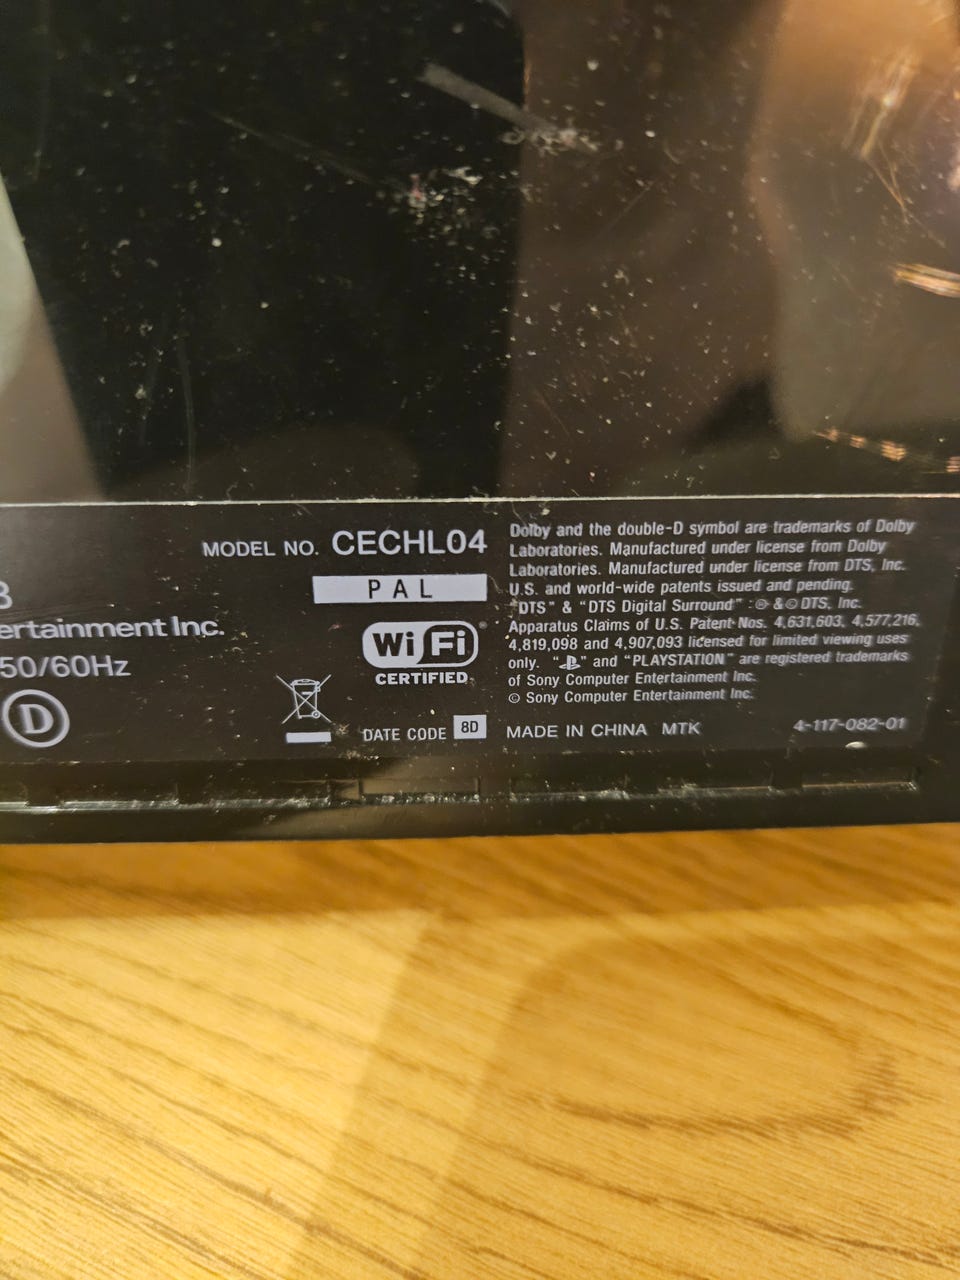 MODEL NO. CECHL04
PAL
ertainment Inc.
50/60Hz
D
Wi Fi
CERTIFIED
DATE CODE 8D
Dolby and the double-D symbol are trademarks of Dolby
Laboratories. Manufactured under license from Dolby
Laboratories. Manufactured under license from DTS, Inc.
U.S. and world-wide patents issued and pending.
"DTS" & "DTS Digital Surround" : ℗ & © DTS, Inc.
Apparatus Claims of U.S. Patent Nos. 4,631,603, 4,577,216,
4,819,098 and 4,907,093 licensed for limited viewing uses
only. " " and "PLAYSTATION" are registered trademarks
of Sony Computer Entertainment Inc.
© Sony Computer Entertainment Inc.
MADE IN CHINA MTK 4-117-082-01